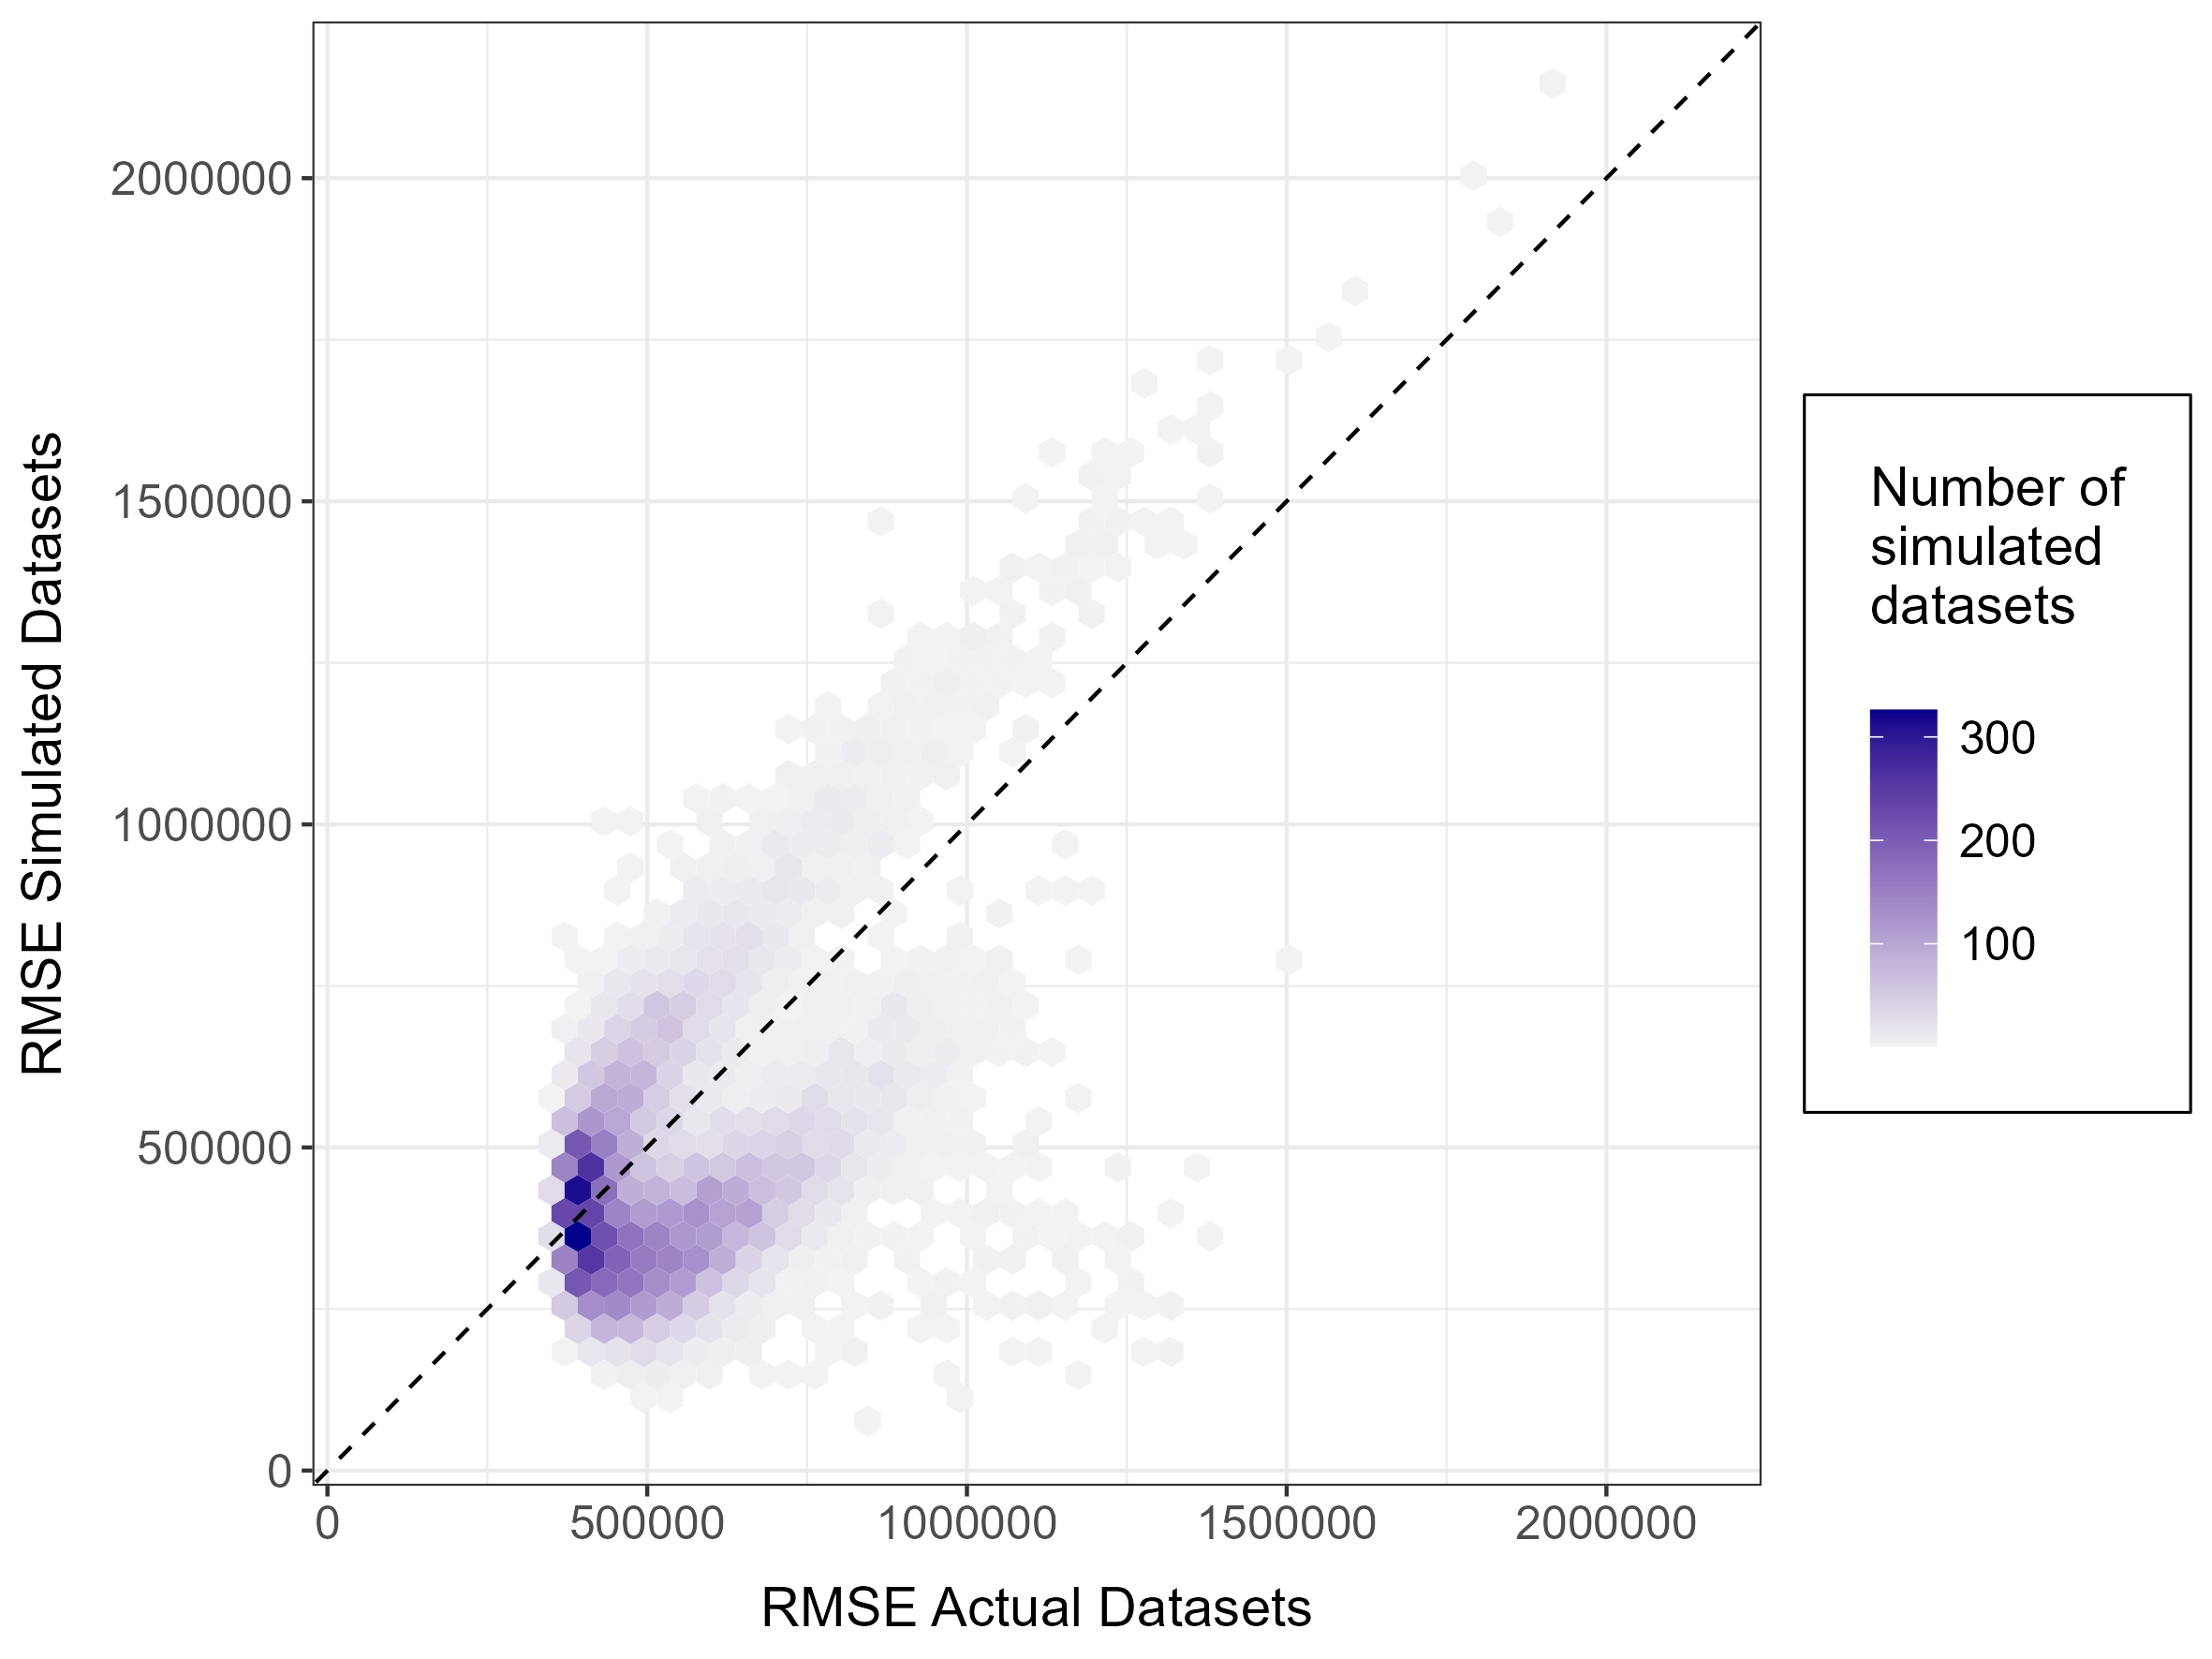 RMSE Simulated Datasets
2000000
1500000
1000000
500000
0
0 500000 1000000 1500000 2000000
RMSE Actual Datasets
Number of
simulated
datasets
300
200
100